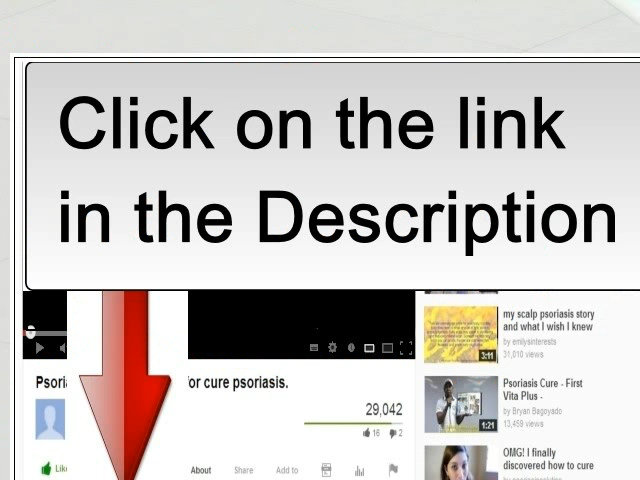 Click on the link
in the Description
my scalp psoriasis story
and what I wish I knew
by emilysinterests
31,010 views
3:11
for cure psoriasis.
29,042
16
2
Psoriasis Cure - First
Vita Plus -
by Bryan Bagoyado
13,459 views
1:21
About
Share
Add to
OMG! I finally
discovered how to cure